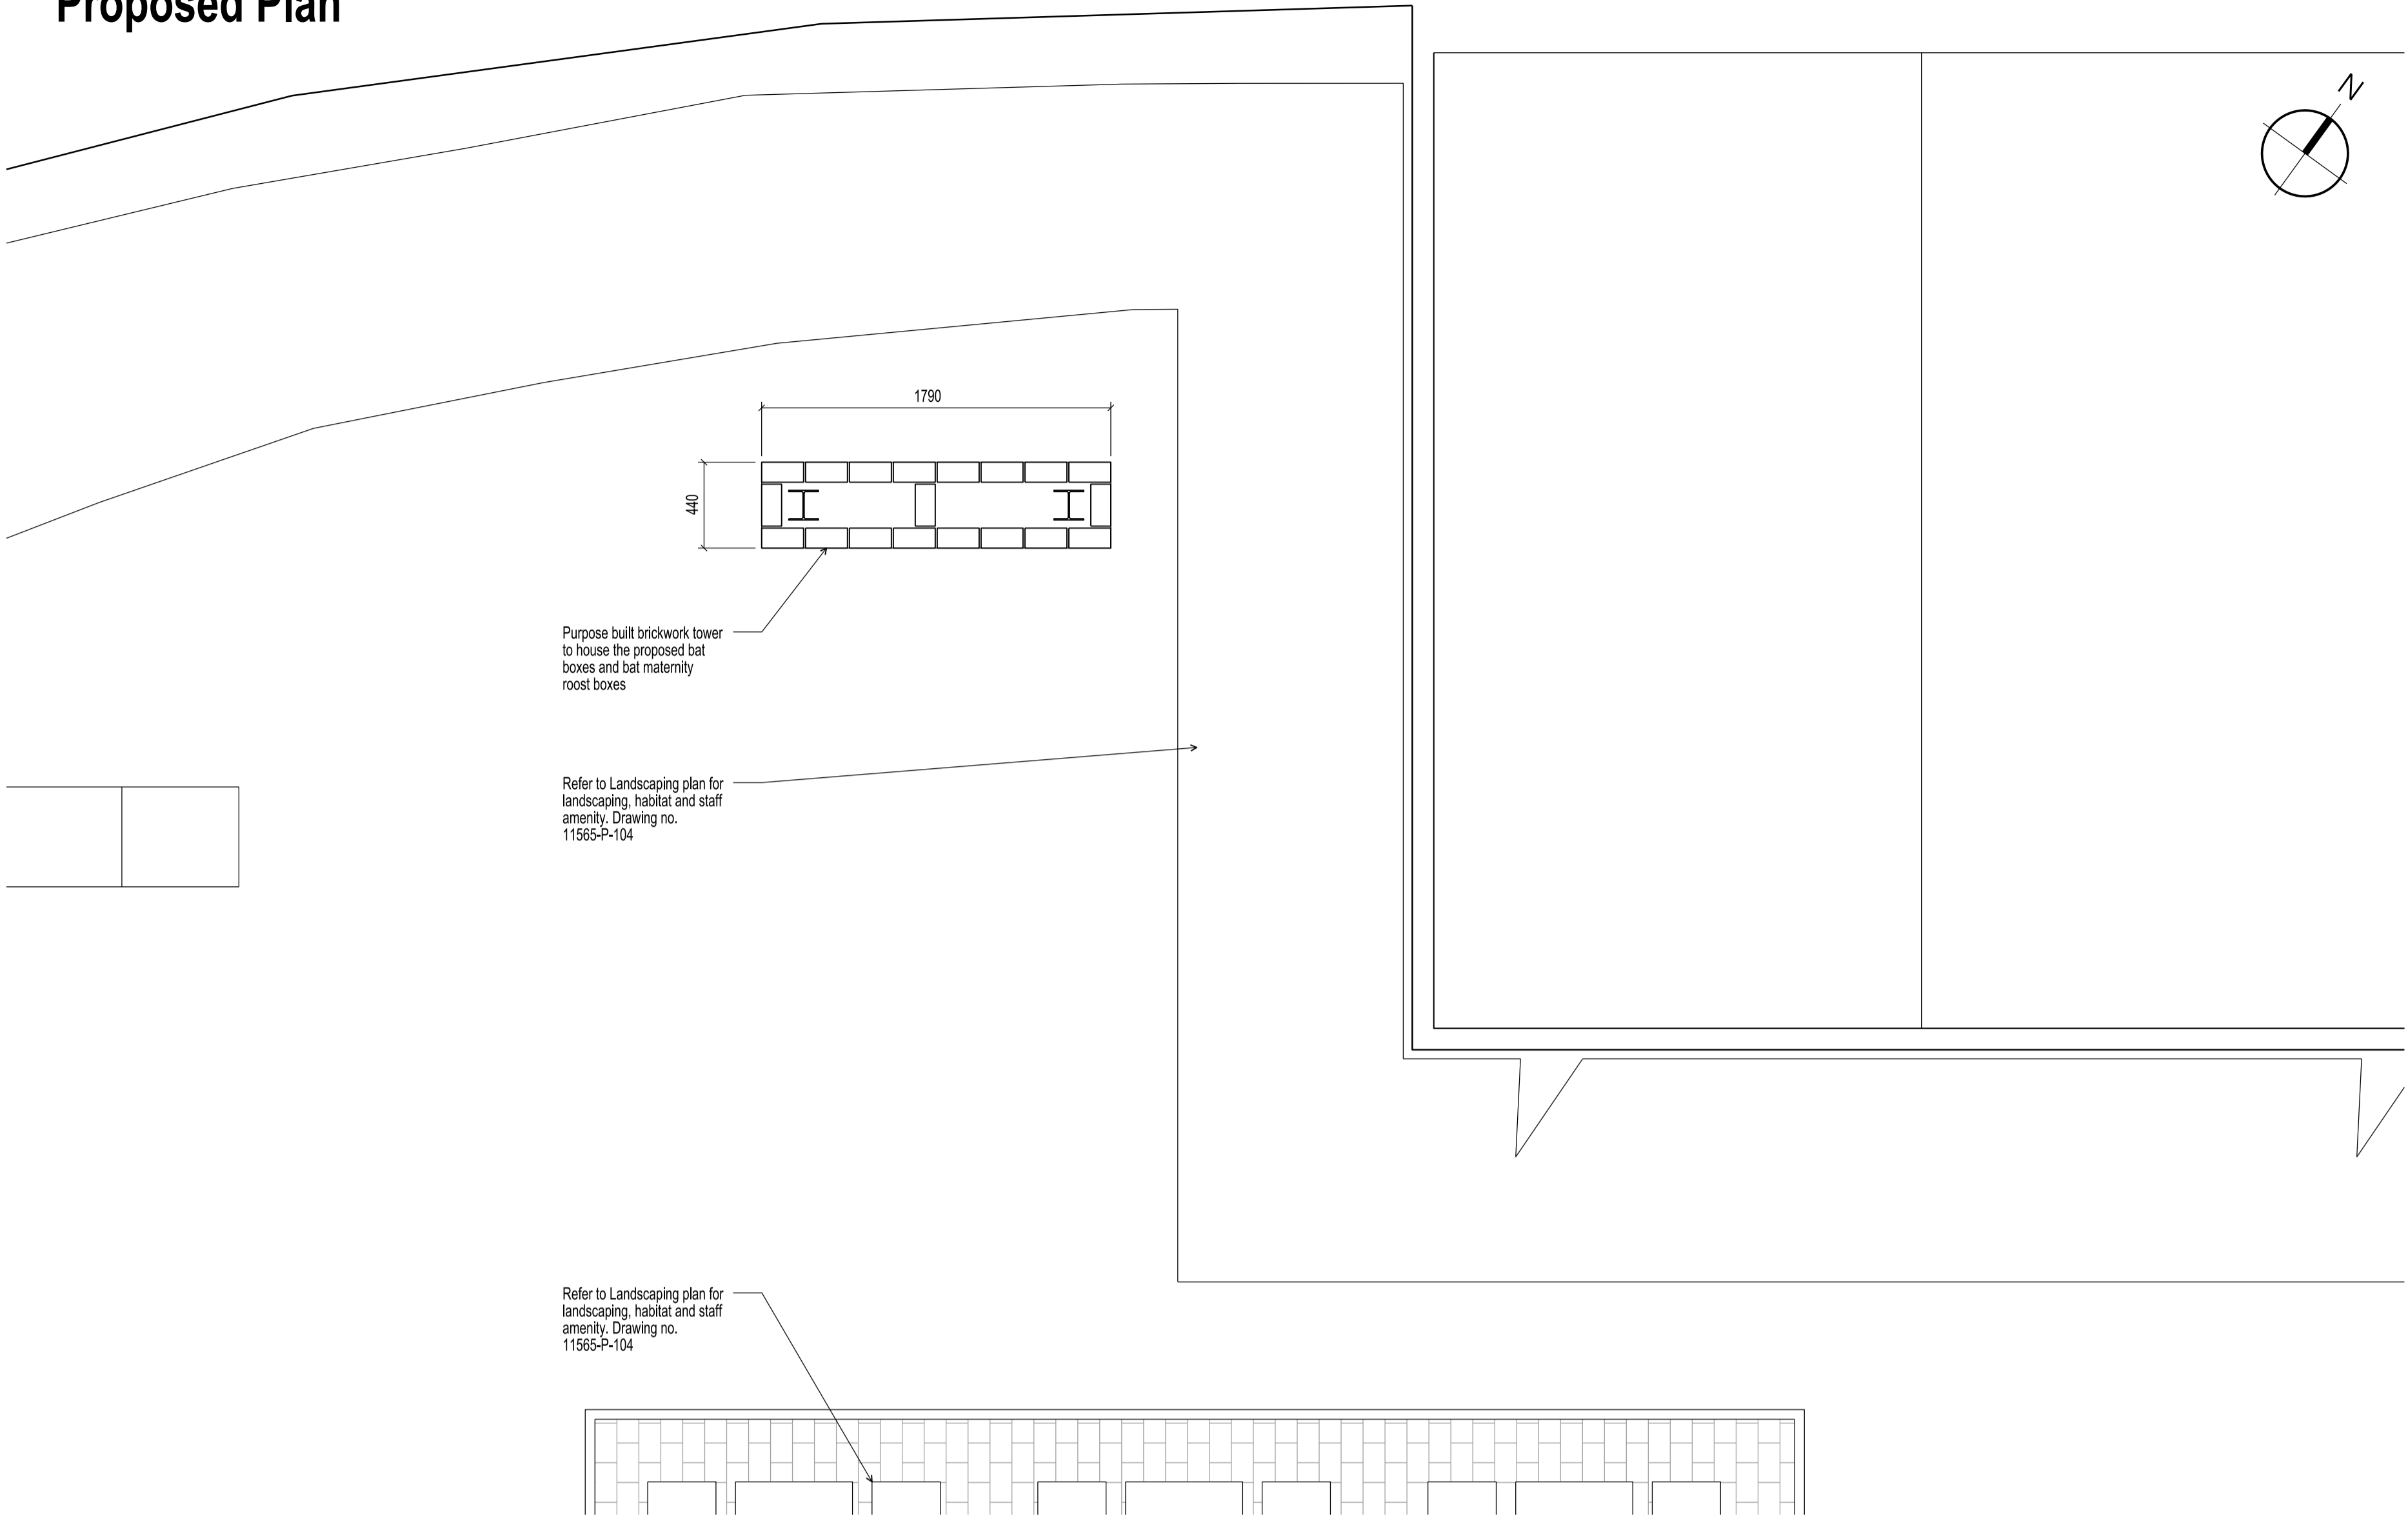 Proposed Plan
N
1790
440
Purpose built brickwork tower
to house the proposed bat
boxes and bat maternity
roost boxes
Refer to Landscaping plan for
landscaping, habitat and staff
amenity. Drawing no.
11565-P-104
Refer to Landscaping plan for
landscaping, habitat and staff
amenity. Drawing no.
11565-P-104